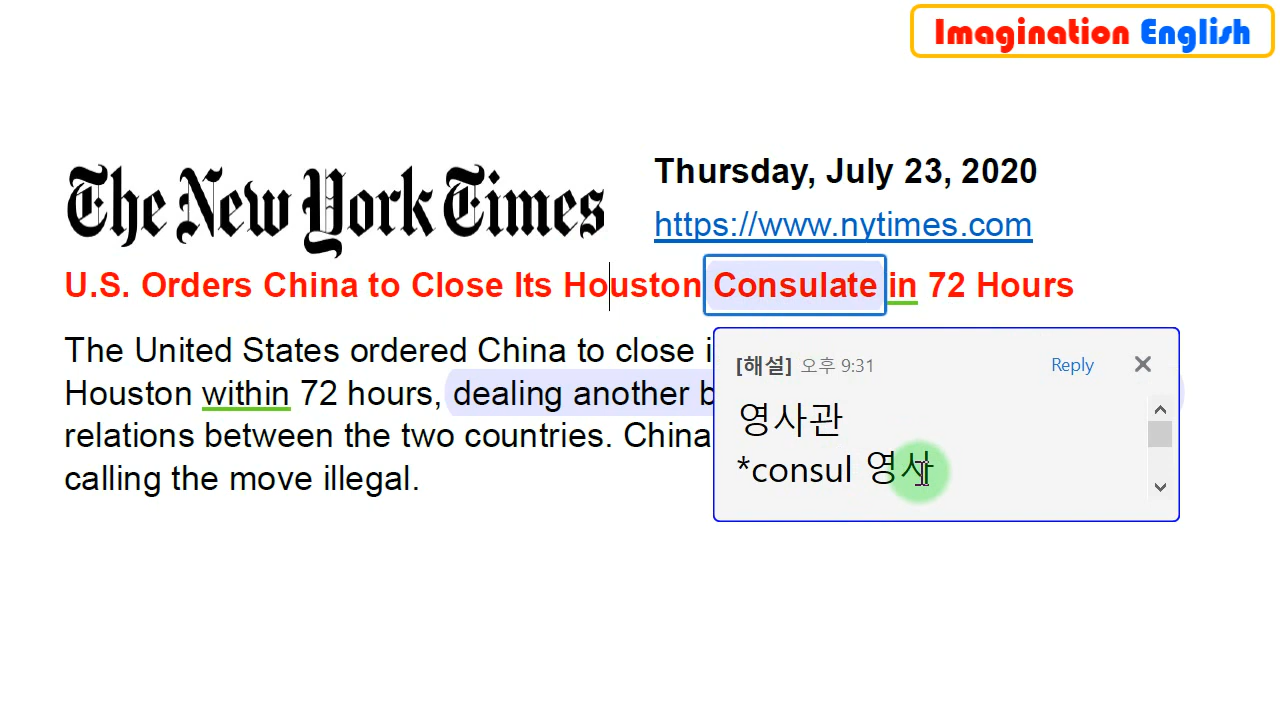 Imagination English
The New York Times
Thursday, July 23, 2020
https://www.nytimes.com
U.S. Orders China to Close Its Houston Consulate in 72 Hours
The United States ordered China to close
Houston within 72 hours, dealing another
relations between the two countries. China
calling the move illegal.
[해설] 오후 9:31 Reply
영사관
*consul 영사